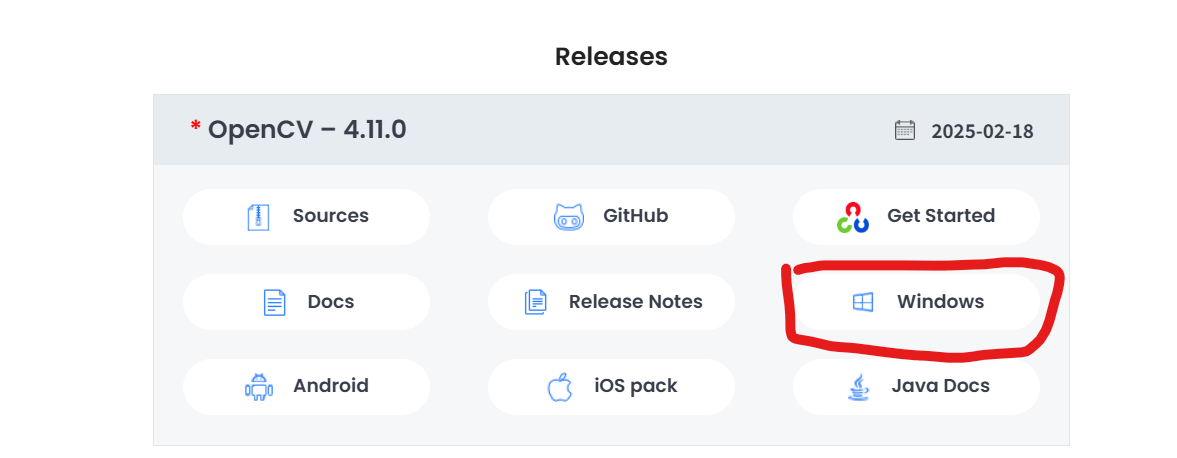 Releases
* OpenCV – 4.11.0 2025-02-18
Sources GitHub Get Started
Docs Release Notes Windows
Android iOS pack Java Docs